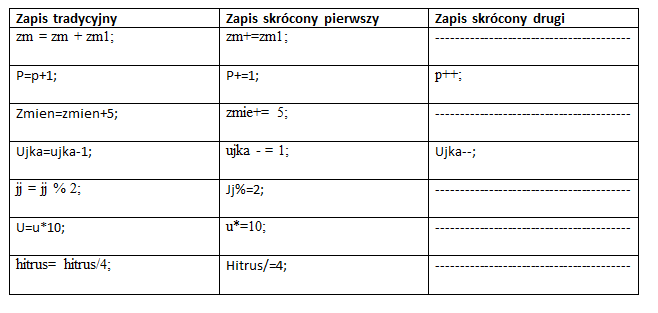 Zapis tradycyjny Zapis skrócony pierwszy Zapis skrócony drugi
zm = zm + zm1; zm+=zm1; -----------------------------------------
P=p+1; P+=1; p++;
Zmien=zmien+5; zmie+= 5; -----------------------------------------
Ujka=ujka-1; ujka - = 1; Ujka--;
jj = jj % 2; Jj%=2; -----------------------------------------
U=u*10; u*=10; -----------------------------------------
hitrus= hitrus/4; Hitrus/=4; -----------------------------------------